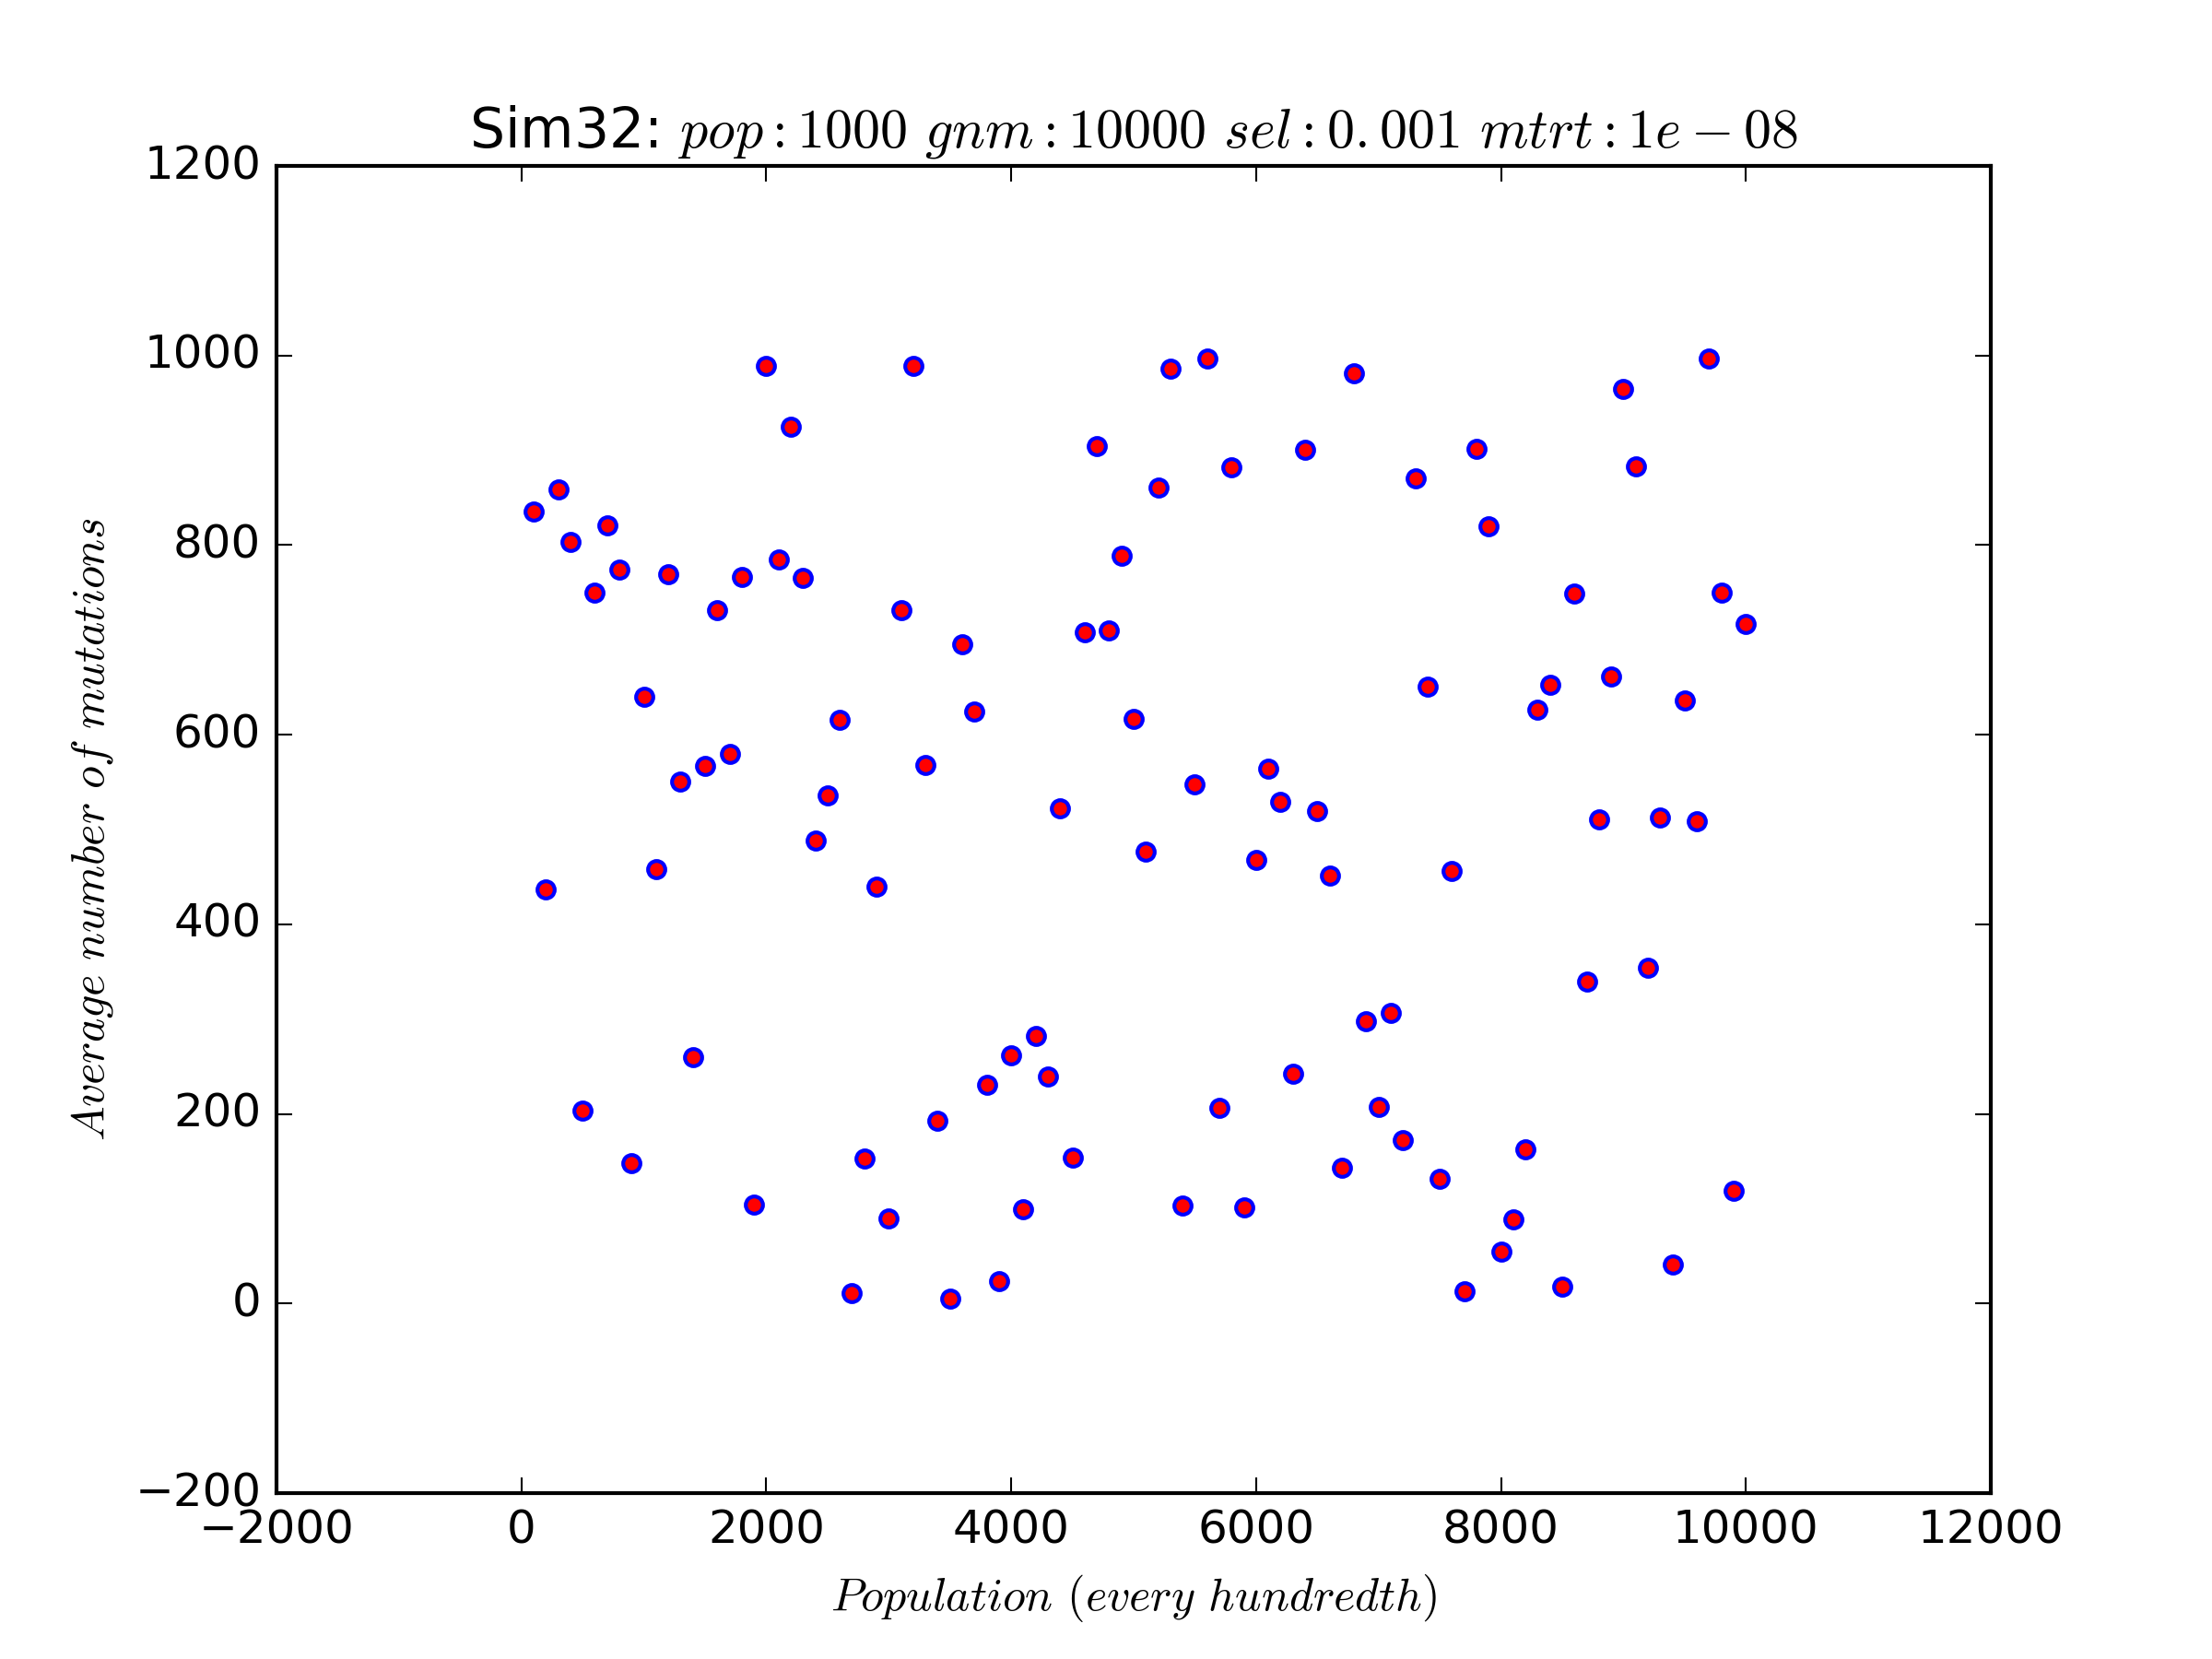 Sim32: pop : 1000 gnm : 10000 sel : 0.001 mtrt : 1e − 08
1200
1000
800
600
400
200
0
−200
Average number of mutations
−2000 0 2000 4000 6000 8000 10000 12000
Population (every hundredth)